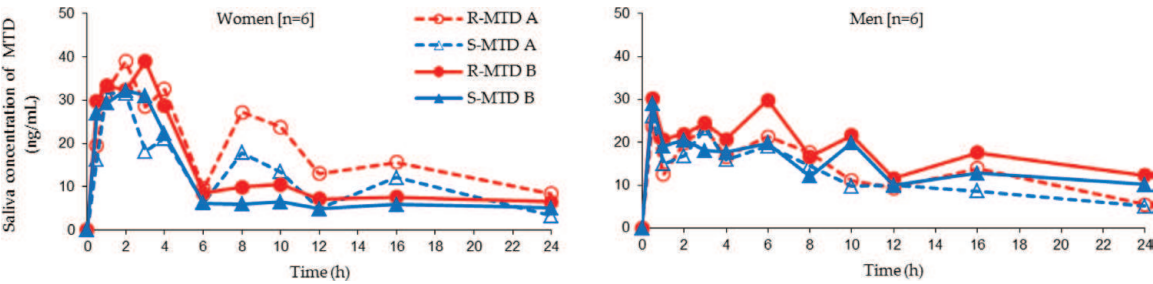 Women [n=6]
R-MTD A
S-MTD A
R-MTD B
S-MTD B
Saliva concentration of MTD
(ng/mL)
50
40
30
20
10
0
0 2 4 6 8 10 12 14 16 18 20 22 24
Time (h)
Men [n=6]
50
40
30
20
10
0
0 2 4 6 8 10 12 14 16 18 20 22 24
Time (h)